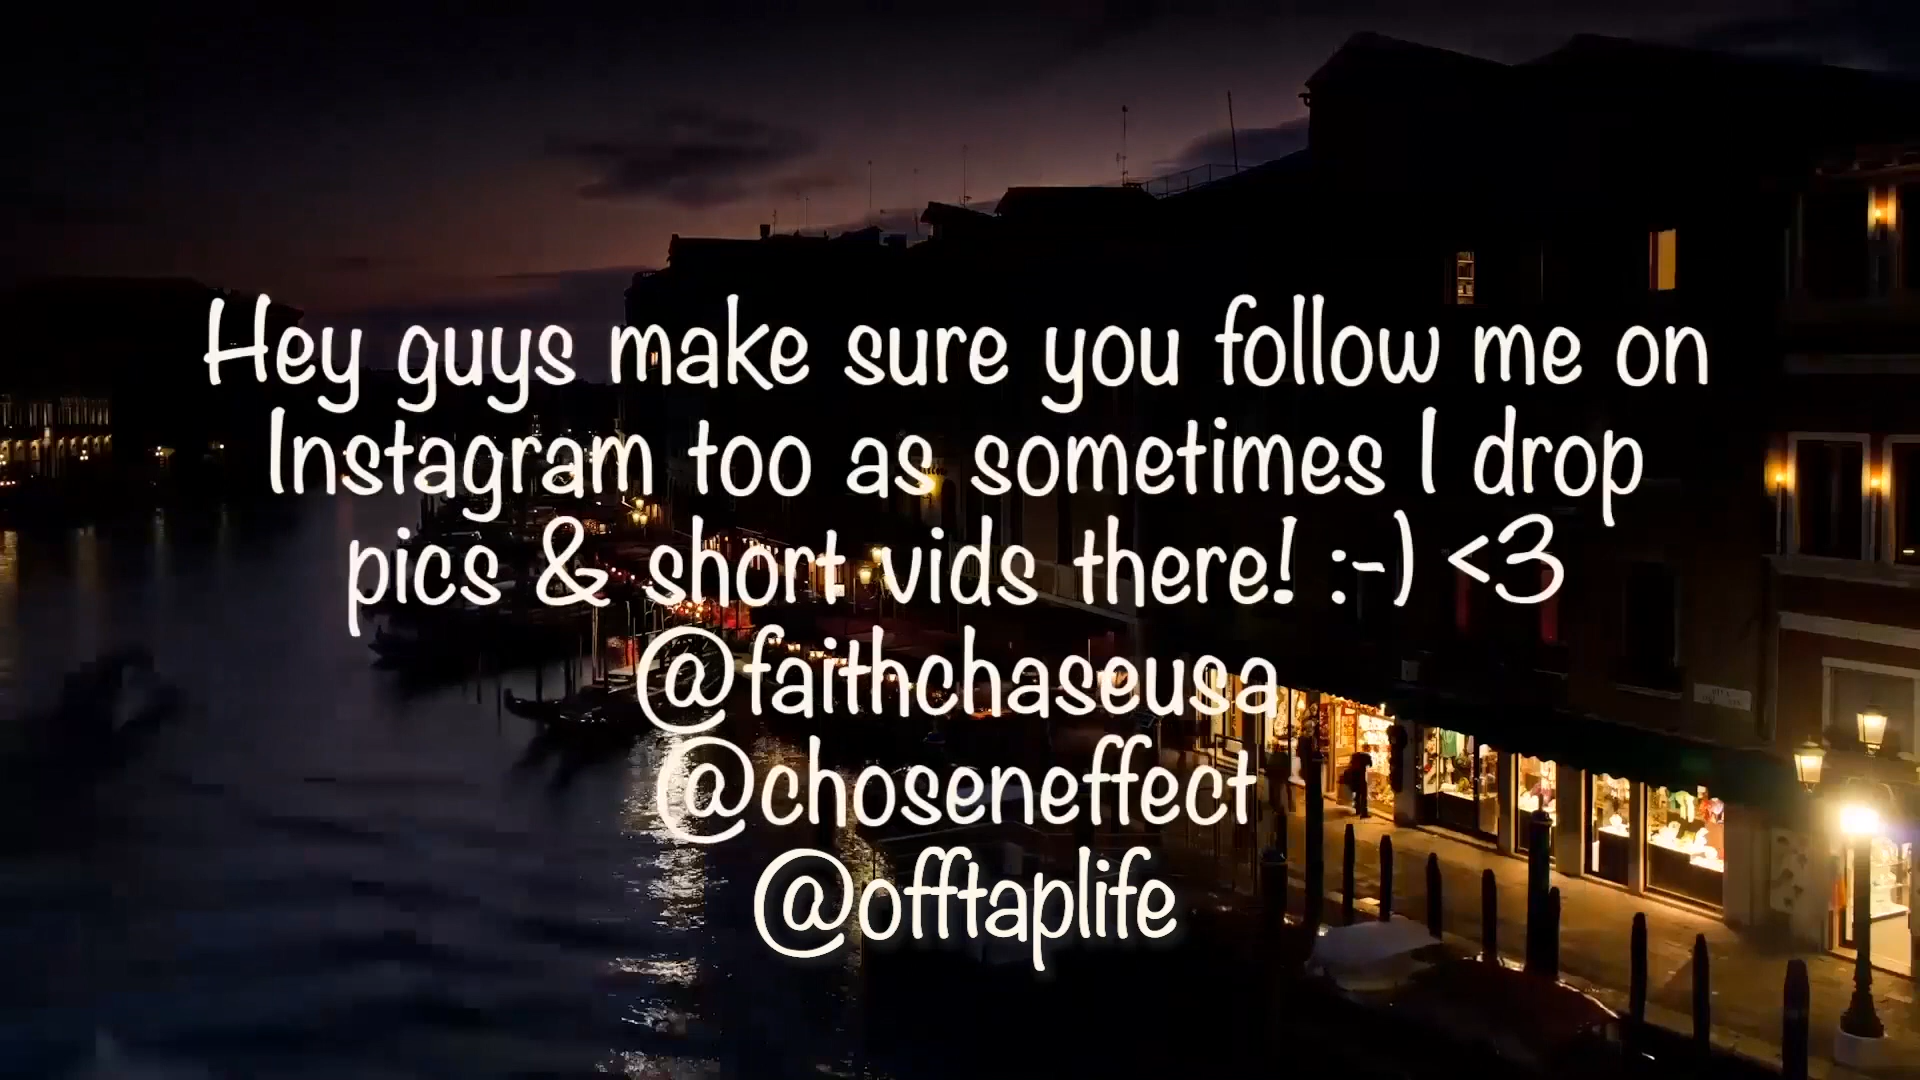 Hey guys make sure you follow me on
Instagram too as sometimes I drop
pics & short vids there! :-) <3
@faithchaseusa
@choseneffect
@offtaplife